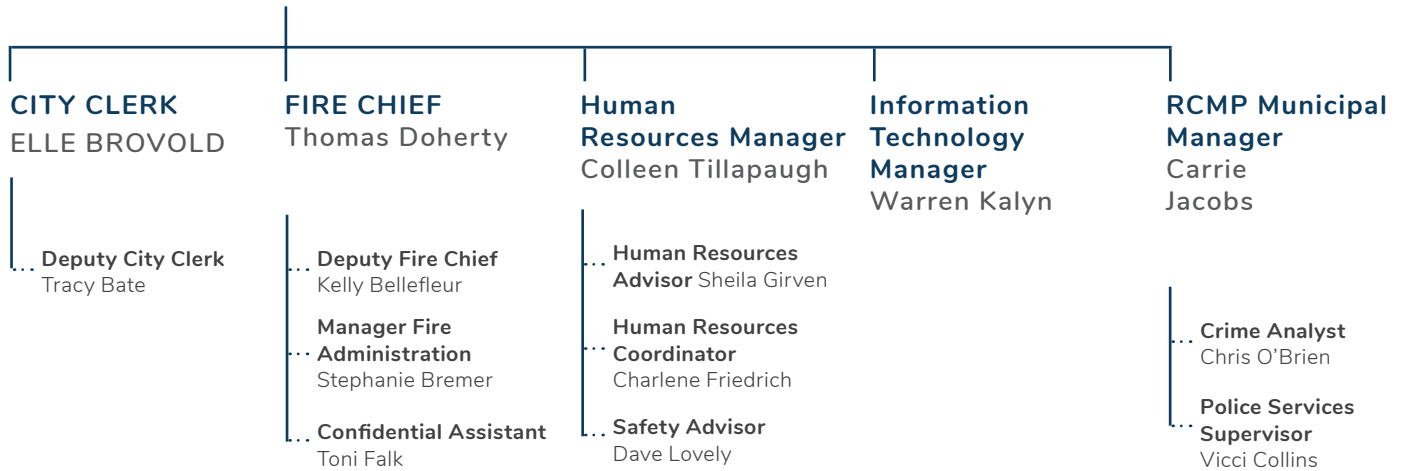 CITY CLERK
ELLE BROVOLD
Deputy City Clerk
Tracy Bate
FIRE CHIEF
Thomas Doherty
Deputy Fire Chief
Kelly Bellefleur
Manager Fire
Administration
Stephanie Bremer
Confidential Assistant
Toni Falk
Human
Resources Manager
Colleen Tillapaugh
Human Resources
Advisor Sheila Girven
Human Resources
Coordinator
Charlene Friedrich
Safety Advisor
Dave Lovely
Information
Technology
Manager
Warren Kalyn
RCMP Municipal
Manager
Carrie
Jacobs
Crime Analyst
Chris O’Brien
Police Services
Supervisor
Vicci Collins